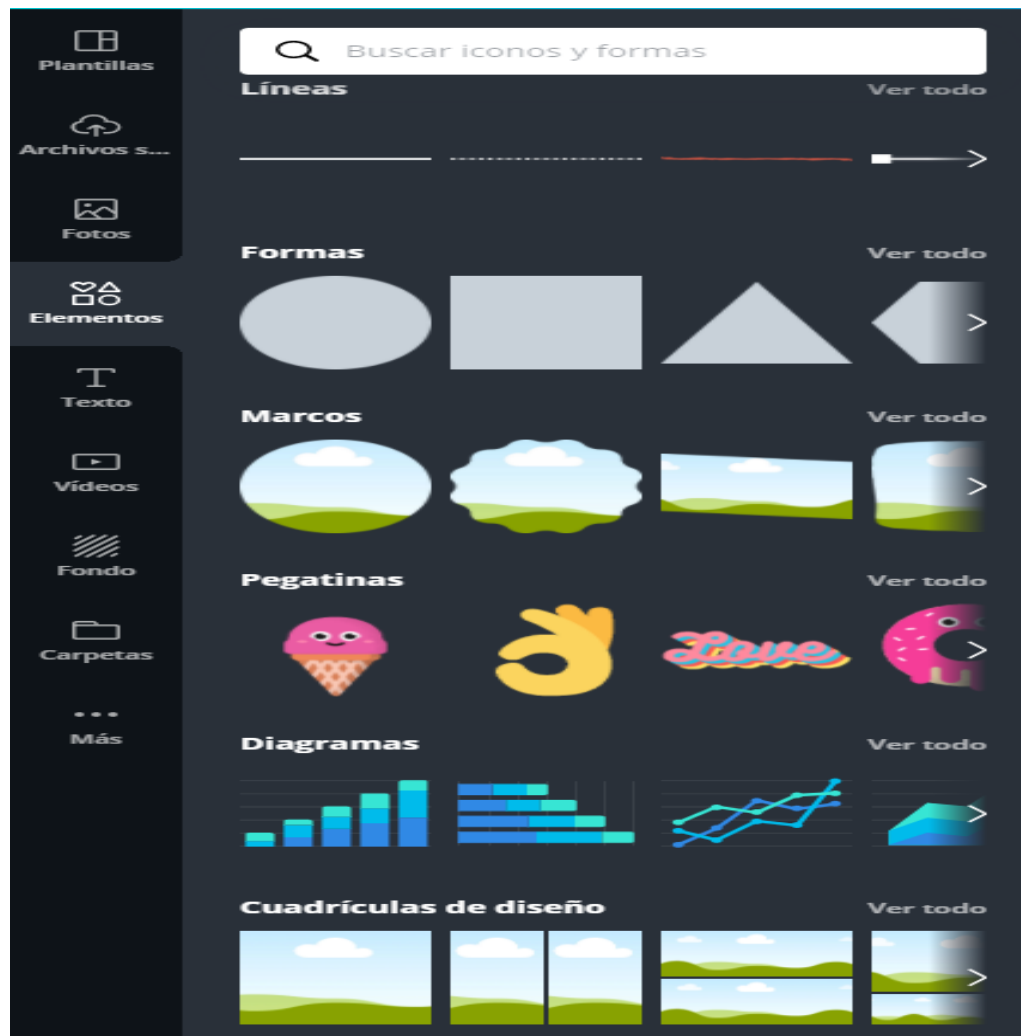 Plantillas
Archivos s...
Fotos
Elementos
Texto
Vídeos
Fondo
Carpetas
Más
Buscar iconos y formas
Líneas Ver todo
Formas Ver todo
Marcos Ver todo
Pegatinas Ver todo
Love
Diagramas Ver todo
Cuadrículas de diseño Ver todo